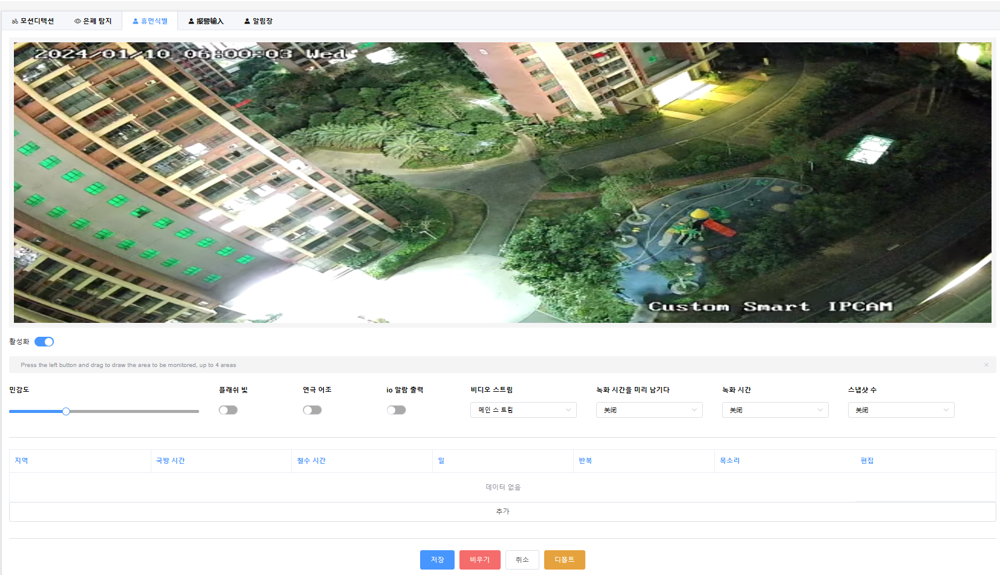 모션디텍션 은폐 탐지 휴먼식별 报警输入 알림장
2024/01/10 06:00:03 Wed
Custom Smart IPCAM
활성화
Press the left button and drag to draw the area to be monitored, up to 4 areas
민감도 플래쉬 빛 연극 어조 io 알람 출력 비디오 스트림 녹화 시간을 미리 남기다 녹화 시간 스냅샷 수
메인 스 트림 关闭 关闭 关闭
지역 국방 시간 철수 시간 일 반복 목소리 편집
데이터 없음
추가
저장 비우기 취소 디폴트